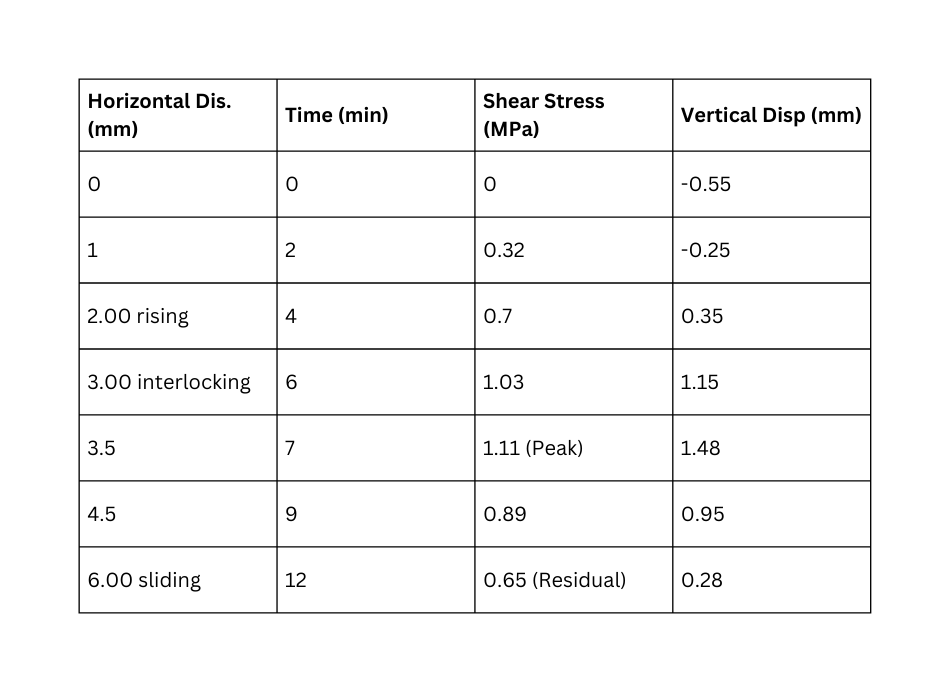 Horizontal Dis. (mm) Time (min) Shear Stress (MPa) Vertical Disp (mm)
0 0 0 -0.55
1 2 0.32 -0.25
2.00 rising 4 0.7 0.35
3.00 interlocking 6 1.03 1.15
3.5 7 1.11 (Peak) 1.48
4.5 9 0.89 0.95
6.00 sliding 12 0.65 (Residual) 0.28